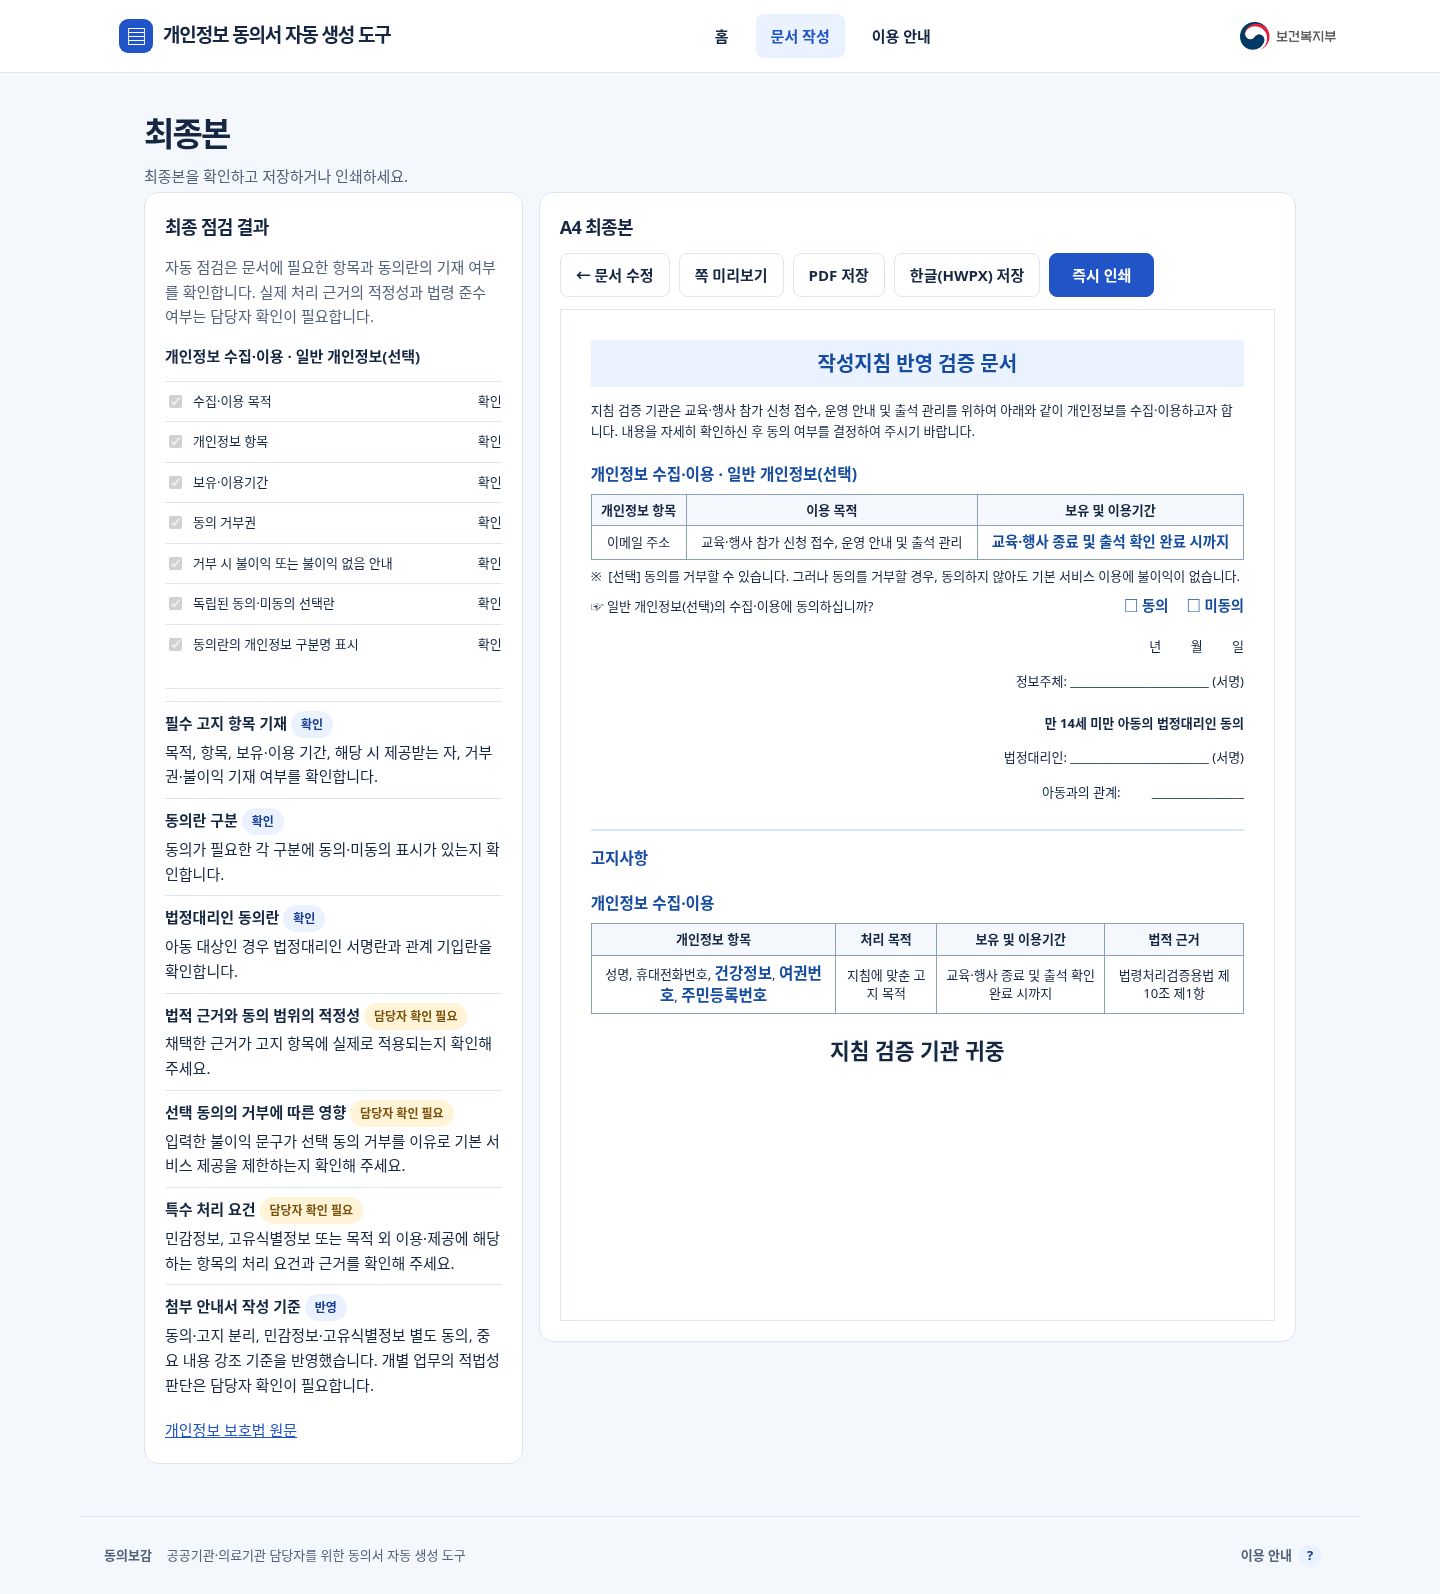 개인정보 동의서 자동 생성 도구
홈
문서 작성
이용 안내
보건복지부
최종본
최종본을 확인하고 저장하거나 인쇄하세요.
최종 점검 결과
자동 점검은 문서에 필요한 항목과 동의란의 기재 여부
를 확인합니다. 실제 처리 근거의 적정성과 법령 준수
여부는 담당자 확인이 필요합니다.
개인정보 수집·이용 · 일반 개인정보(선택)
수집·이용 목적 확인
개인정보 항목 확인
보유·이용기간 확인
동의 거부권 확인
거부 시 불이익 또는 불이익 없음 안내 확인
독립된 동의·미동의 선택란 확인
동의란의 개인정보 구분명 표시 확인
필수 고지 항목 기재 확인
목적, 항목, 보유·이용 기간, 해당 시 제공받는 자, 거부
권·불이익 기재 여부를 확인합니다.
동의란 구분 확인
동의가 필요한 각 구분에 동의·미동의 표시가 있는지 확
인합니다.
법정대리인 동의란 확인
아동 대상인 경우 법정대리인 서명란과 관계 기입란을
확인합니다.
법적 근거와 동의 범위의 적정성 담당자 확인 필요
채택한 근거가 고지 항목에 실제로 적용되는지 확인해
주세요.
선택 동의의 거부에 따른 영향 담당자 확인 필요
입력한 불이익 문구가 선택 동의 거부를 이유로 기본 서
비스 제공을 제한하는지 확인해 주세요.
특수 처리 요건 담당자 확인 필요
민감정보, 고유식별정보 또는 목적 외 이용·제공에 해당
하는 항목의 처리 요건과 근거를 확인해 주세요.
첨부 안내서 작성 기준 반영
동의·고지 분리, 민감정보·고유식별정보 별도 동의, 중
요 내용 강조 기준을 반영했습니다. 개별 업무의 적법성
판단은 담당자 확인이 필요합니다.
개인정보 보호법 원문
A4 최종본
← 문서 수정
쪽 미리보기
PDF 저장
한글(HWPX) 저장
즉시 인쇄
작성지침 반영 검증 문서
지침 검증 기관은 교육·행사 참가 신청 접수, 운영 안내 및 출석 관리를 위하여 아래와 같이 개인정보를 수집·이용하고자 합
니다. 내용을 자세히 확인하신 후 동의 여부를 결정하여 주시기 바랍니다.
개인정보 수집·이용 · 일반 개인정보(선택)
개인정보 항목 이용 목적 보유 및 이용기간
이메일 주소 교육·행사 참가 신청 접수, 운영 안내 및 출석 관리 교육·행사 종료 및 출석 확인 완료 시까지
※ [선택] 동의를 거부할 수 있습니다. 그러나 동의를 거부할 경우, 동의하지 않아도 기본 서비스 이용에 불이익이 없습니다.
☞ 일반 개인정보(선택)의 수집·이용에 동의하십니까? □ 동의 □ 미동의
년 월 일
정보주체: ______________________ (서명)
만 14세 미만 아동의 법정대리인 동의
법정대리인: ______________________ (서명)
아동과의 관계: ______________
고지사항
개인정보 수집·이용
개인정보 항목 처리 목적 보유 및 이용기간 법적 근거
성명, 휴대전화번호, 건강정보, 여권번
호, 주민등록번호
지침에 맞춘 고
지 목적
교육·행사 종료 및 출석 확인
완료 시까지
법령처리검증용법 제
10조 제1항
지침 검증 기관 귀중
동의보감 공공기관·의료기관 담당자를 위한 동의서 자동 생성 도구
이용 안내 ?